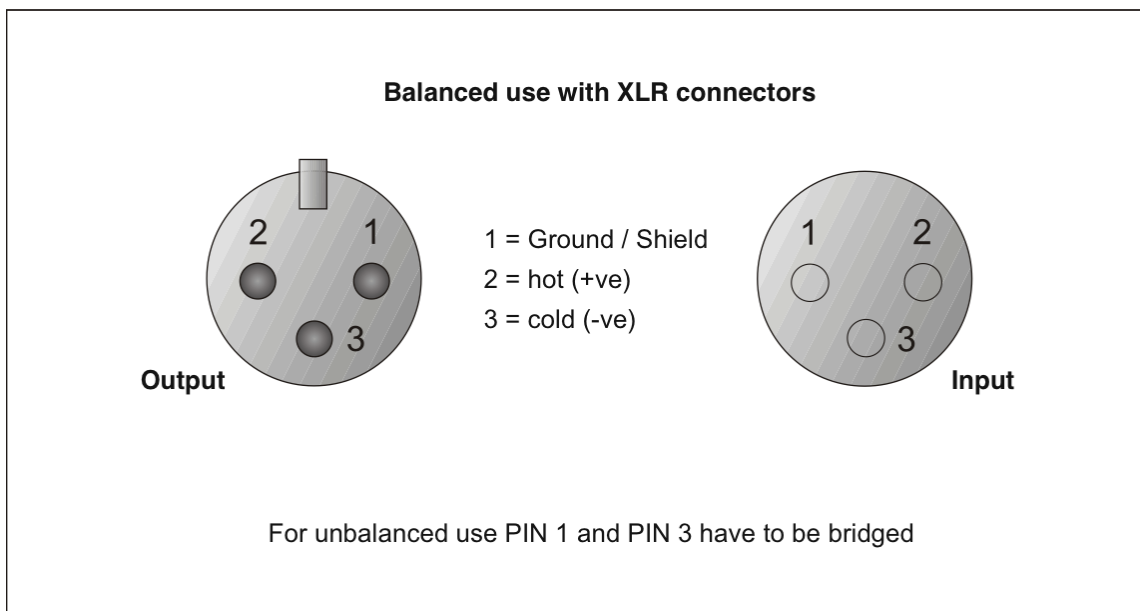 Balanced use with XLR connectors
2
1
3
Output
1 = Ground / Shield
2 = hot (+ve)
3 = cold (-ve)
1
2
3
Input
For unbalanced use PIN 1 and PIN 3 have to be bridged